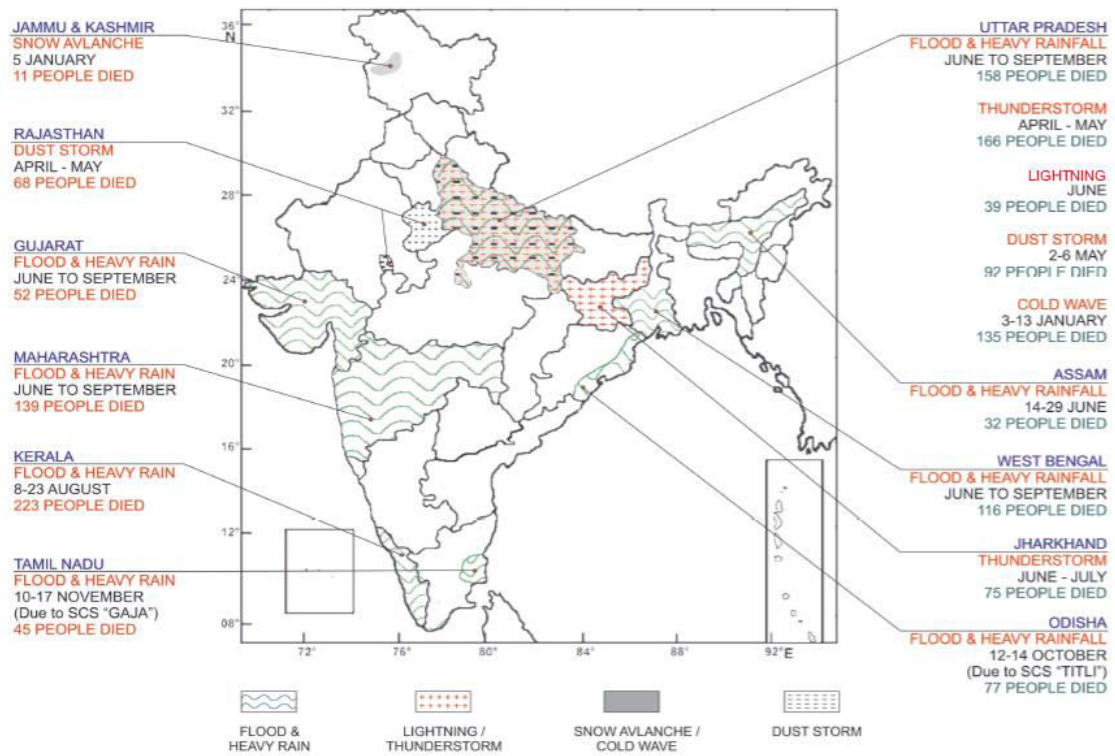 JAMMU & KASHMIR
SNOW AVLANCHE
5 JANUARY
11 PEOPLE DIED
RAJASTHAN
DUST STORM
APRIL - MAY
68 PEOPLE DIED
GUJARAT
FLOOD & HEAVY RAIN
JUNE TO SEPTEMBER
52 PEOPLE DIED
MAHARASHTRA
FLOOD & HEAVY RAIN
JUNE TO SEPTEMBER
139 PEOPLE DIED
KERALA
FLOOD & HEAVY RAIN
8-23 AUGUST
223 PEOPLE DIED
TAMIL NADU
FLOOD & HEAVY RAIN
10-17 NOVEMBER
(Due to SCS "GAJA")
45 PEOPLE DIED
36°
N
32°
28°
24
20°
16°
12°
08°
72°
76°
80°
84°
88°
92°E
UTTAR PRADESH
FLOOD & HEAVY RAINFALL
JUNE TO SEPTEMBER
158 PEOPLE DIED
THUNDERSTORM
APRIL - MAY
166 PEOPLE DIED
LIGHTNING
JUNE
39 PEOPLE DIED
DUST STORM
2-6 MAY
92 PEOPLE DIED
COLD WAVE
3-13 JANUARY
135 PEOPLE DIED
ASSAM
FLOOD & HEAVY RAINFALL
14-29 JUNE
32 PEOPLE DIED
WEST BENGAL
FLOOD & HEAVY RAINFALL
JUNE TO SEPTEMBER
116 PEOPLE DIED
JHARKHAND
THUNDERSTORM
JUNE - JULY
75 PEOPLE DIED
ODISHA
FLOOD & HEAVY RAINFALL
12-14 OCTOBER
(Due to SCS "TITLI")
77 PEOPLE DIED
FLOOD &
HEAVY RAIN
LIGHTNING /
THUNDERSTORM
SNOW AVLANCHE /
COLD WAVE
DUST STORM